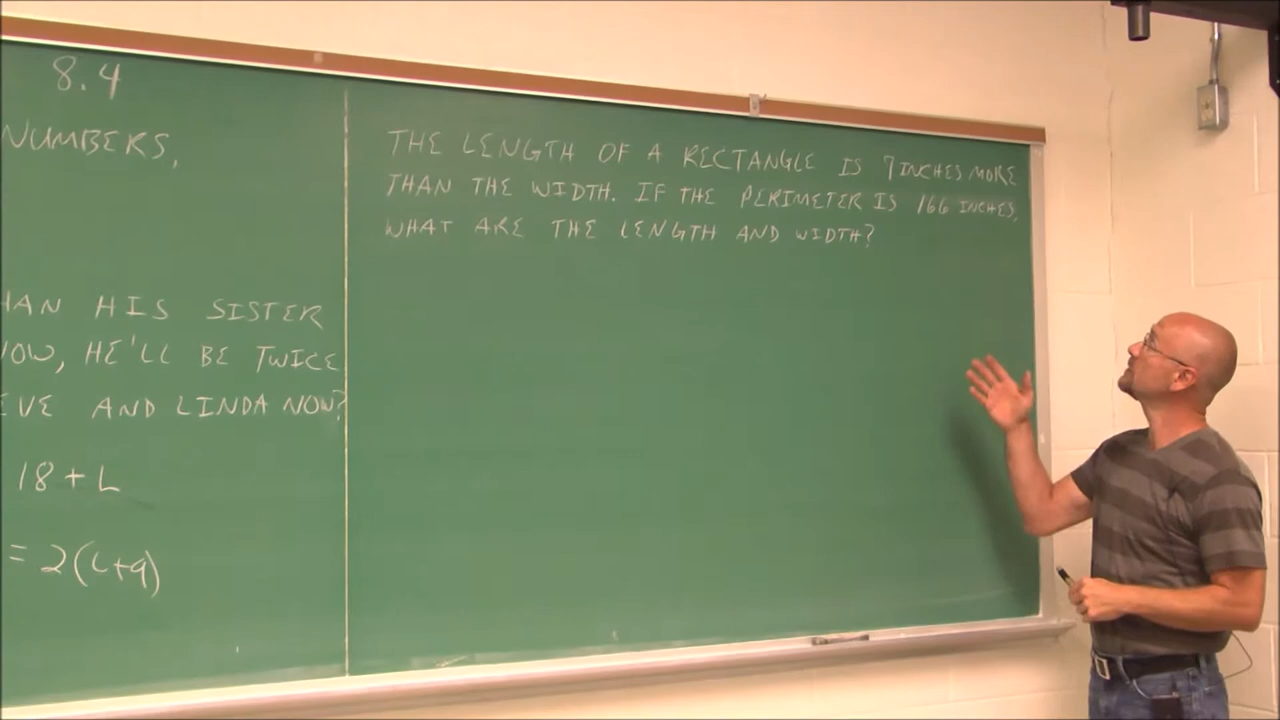 8.4
NUMBERS,
HAN HIS SISTER
NOW, HE'LL BE TWICE
EVE AND LINDA NOW?
18 + L
= 2(L+9)
THE LENGTH OF A RECTANGLE IS 7 INCHES MORE
THAN THE WIDTH. IF THE PERIMETER IS 166 INCHES,
WHAT ARE THE LENGTH AND WIDTH?